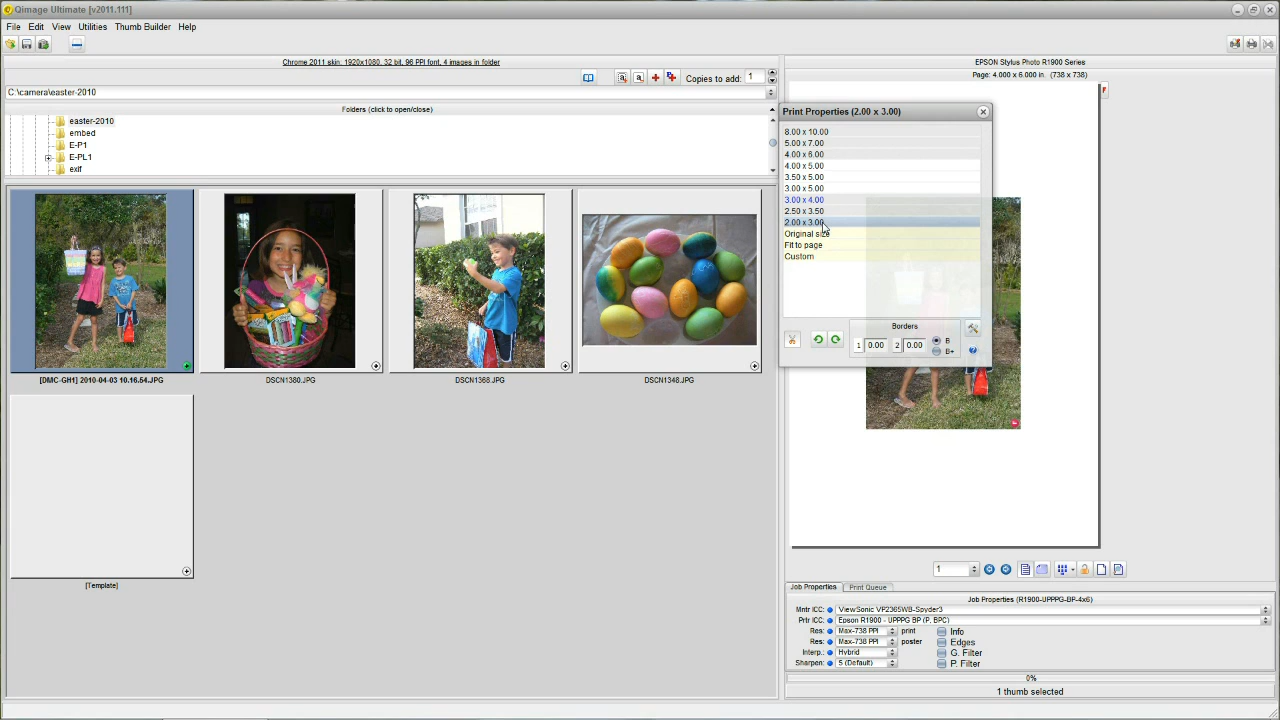 Qimage Ultimate [v2011.111]
File Edit View Utilities Thumb Builder Help
Chrome 2011 skin: 1920x1080, 32 bit, 96 PPI font, 4 images in folder
Copies to add: 1
C:\camera\easter-2010
Folders (click to open/close)
easter-2010
embed
E-P1
E-PL1
exif
[DMC-GH1] 2010-04-03 10.16.54.JPG
DSCN1380.JPG
DSCN1368.JPG
DSCN1348.JPG
[Template]
EPSON Stylus Photo R1900 Series
Page: 4.000 x 6.000 in. (738 x 738)
F
Print Properties (2.00 x 3.00)
8.00 x 10.00
5.00 x 7.00
4.00 x 6.00
4.00 x 5.00
3.50 x 5.00
3.00 x 5.00
3.00 x 4.00
2.50 x 3.50
2.00 x 3.00
Original size
Fit to page
Custom
Borders
1 0.00 2 0.00 B
B+
1
Job Properties Print Queue
Job Properties (R1900-UPPPG-BP-4x6)
Mntr ICC: ViewSonic VP2365WB-Spyder3
Prtr ICC: Epson R1900 - UPPPG BP (P, BPC)
Res: Max-738 PPI print Info
Res: Max-738 PPI poster Edges
Interp.: Hybrid G. Filter
Sharpen: 5 (Default) P. Filter
0%
1 thumb selected